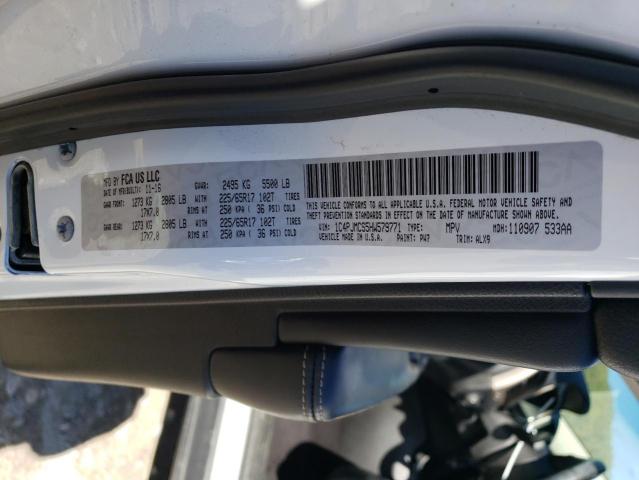 MFD BY FCA US LLC
DATE OF MFR(BUILT): 11-16 GVWR: 2495 KG 5500 LB
GAWR FRONT: 1273 KG 2805 LB WITH 225/65R17 102T TIRES
17X7.0 RIMS AT 250 KPA ( 36 PSI) COLD
GAWR REAR: 1273 KG 2805 LB WITH 225/65R17 102T TIRES
17X7.0 RIMS AT 250 KPA ( 36 PSI) COLD
THIS VEHICLE CONFORMS TO ALL APPLICABLE U.S.A. FEDERAL MOTOR VEHICLE SAFETY AND
THEFT PREVENTION STANDARDS IN EFFECT ON THE DATE OF MANUFACTURE SHOWN ABOVE.
VIN: 1C4PJMCS5HW579771 TYPE: MPV MDH: 110907 533AA
MADE IN U.S.A. PAINT: PW7 TRIM: ALX9